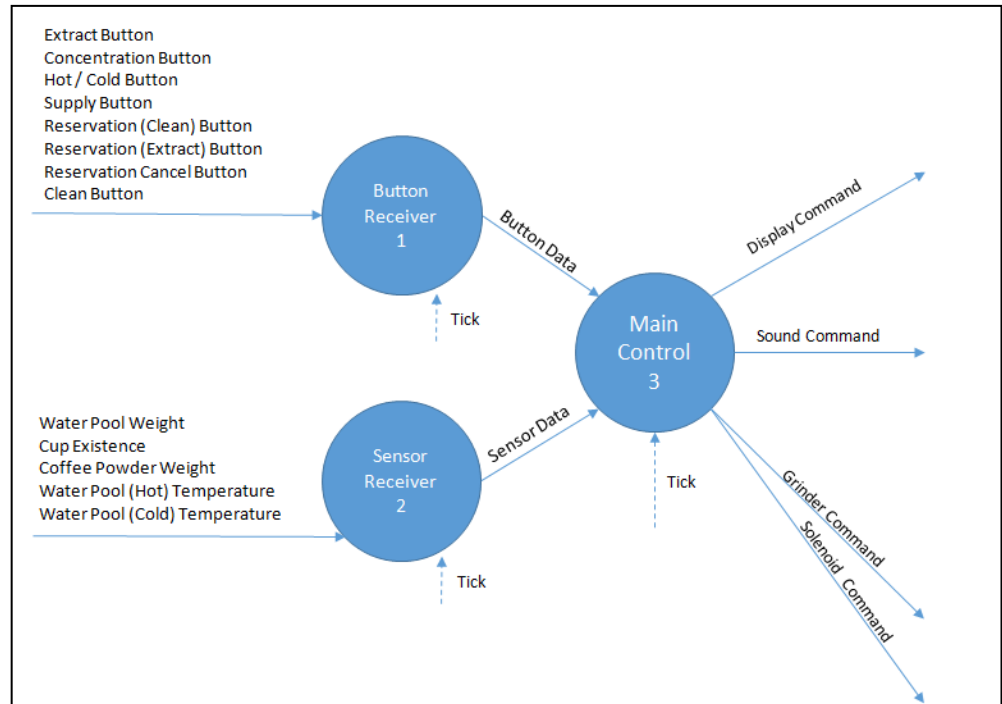 Extract Button
Concentration Button
Hot / Cold Button
Supply Button
Reservation (Clean) Button
Reservation (Extract) Button
Reservation Cancel Button
Clean Button
Button
Receiver
1
Button Data
Tick
Display Command
Main
Control
3
Sound Command
Water Pool Weight
Cup Existence
Coffee Powder Weight
Water Pool (Hot) Temperature
Water Pool (Cold) Temperature
Sensor
Receiver
2
Sensor Data
Tick
Tick
Grinder Command
Solenoid Command